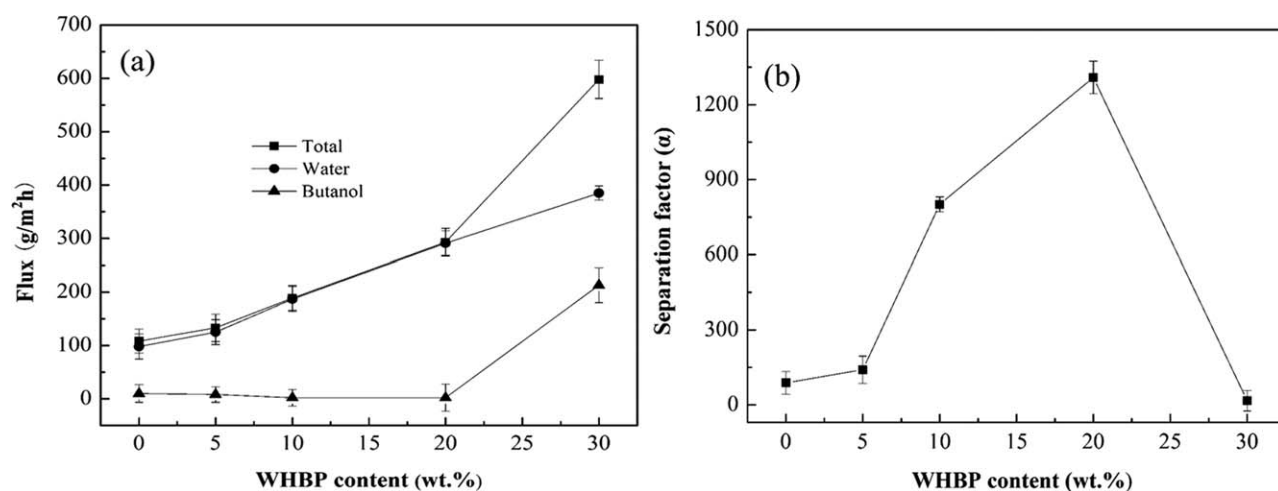 700
600
500
400
300
200
100
0
Flux (g/m²h)
(a)
Total
Water
Butanol
0 5 10 15 20 25 30
WHBP content (wt.%)
1500
1200
900
600
300
0
Separation factor (α)
(b)
0 5 10 15 20 25 30
WHBP content (wt.%)